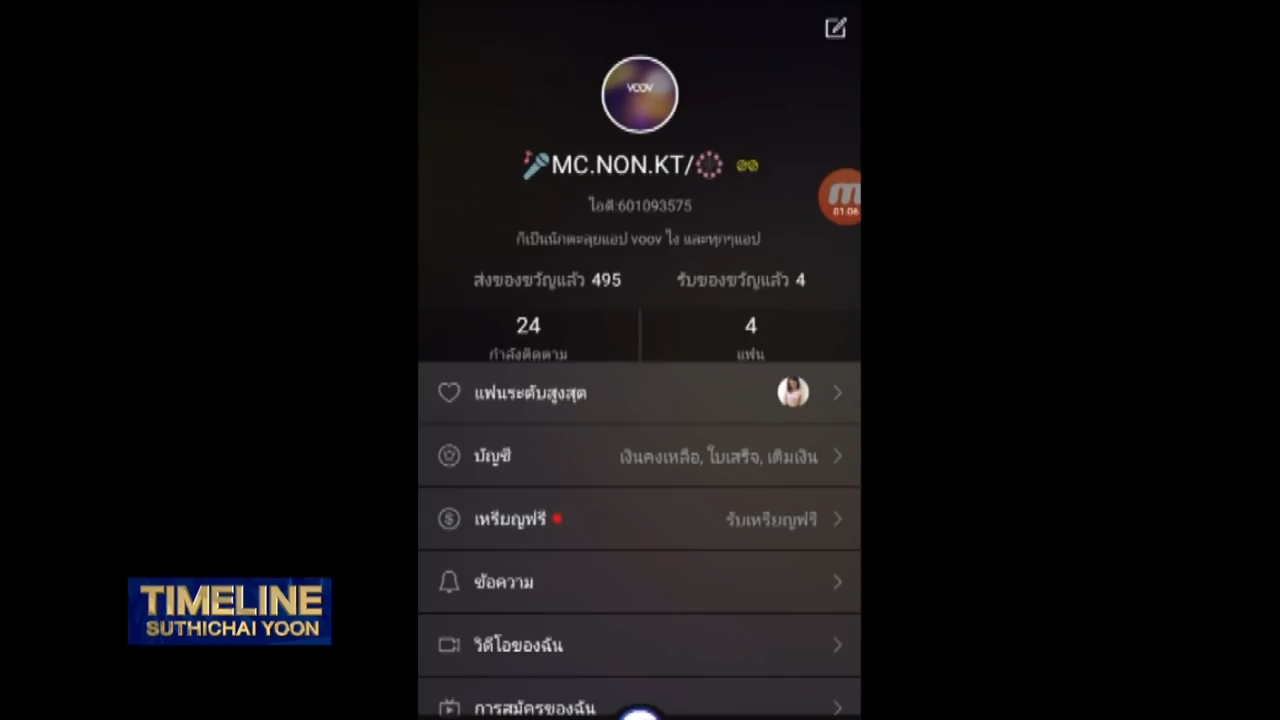 VOOV
MC.NON.KT/
ไอดี:601093575
01:06
ก็เป็นนักตะลุยแอป voov ไง และทุกๆแอป
ส่งของขวัญแล้ว 495 รับของขวัญแล้ว 4
24 4
กำลังติดตาม แฟน
แฟนระดับสูงสุด
บัญชี เงินคงเหลือ, ใบเสร็จ, เติมเงิน
เหรียญฟรี รับเหรียญฟรี
ข้อความ
วิดีโอของฉัน
การสมัครของฉัน
TIMELINE
SUTHICHAI YOON